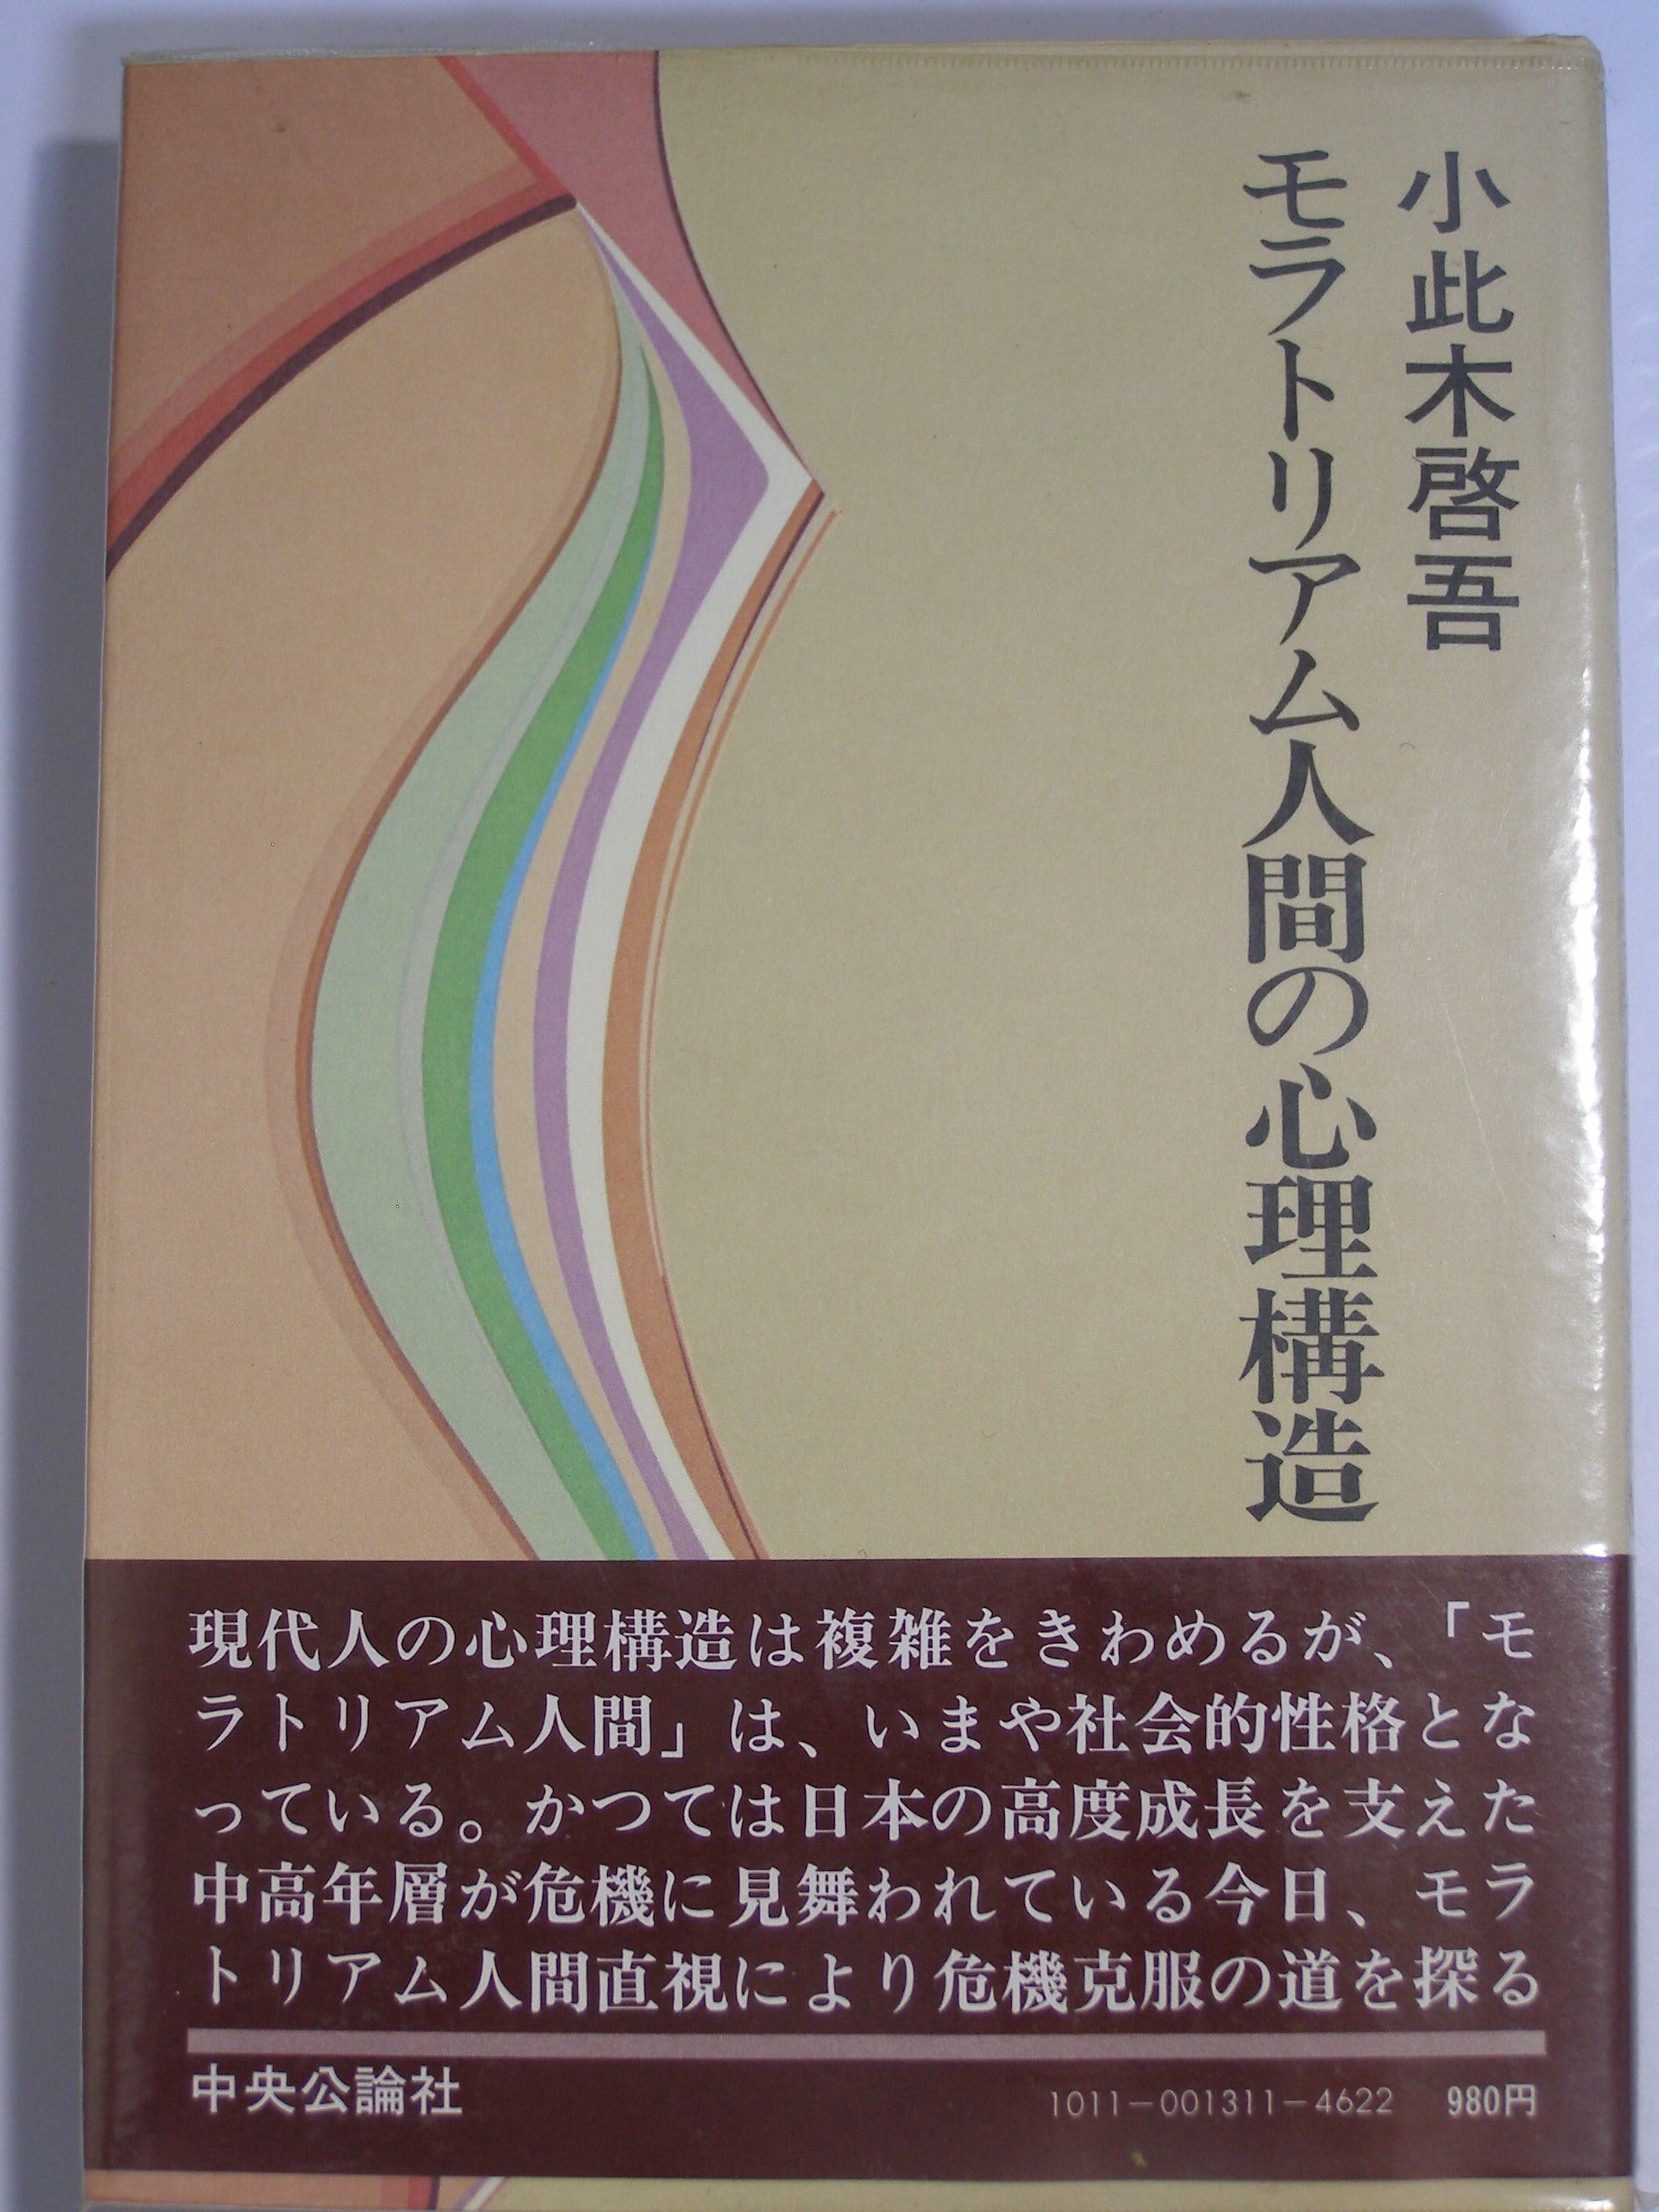 小此木啓吾
モラトリアム人間の心理構造
現代人の心理構造は複雑をきわめるが、「モ
ラトリアム人間」は、いまや社会的性格とな
っている。かつては日本の高度成長を支えた
中高年層が危機に見舞われている今日、モラ
トリアム人間直視により危機克服の道を探る
中央公論社
1011-001311-4622 980円